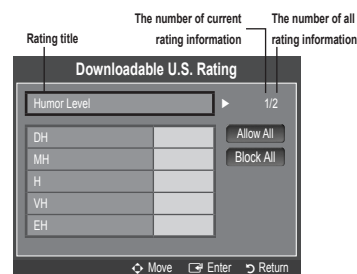 The number of current rating information
The number of all rating information
Rating title
Downloadable U.S. Rating
Humor Level
1/2
DH
MH
H
VH
EH
Allow All
Block All
Move Enter Return